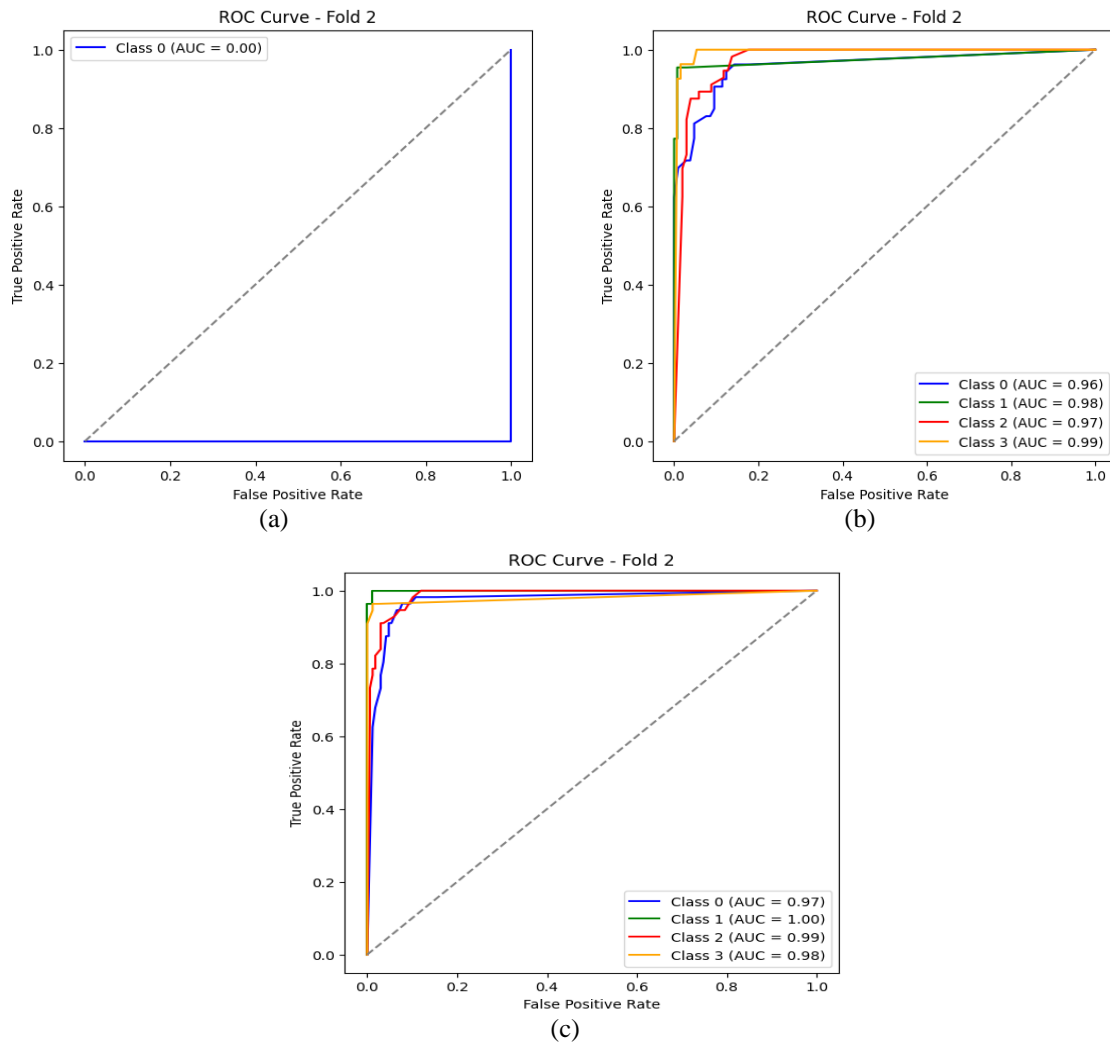 ROC Curve - Fold 2
Class 0 (AUC = 0.00)
1.0
0.8
0.6
0.4
0.2
0.0
True Positive Rate
0.0 0.2 0.4 0.6 0.8 1.0
False Positive Rate
(a)
ROC Curve - Fold 2
1.0
0.8
0.6
0.4
0.2
0.0
True Positive Rate
Class 0 (AUC = 0.96)
Class 1 (AUC = 0.98)
Class 2 (AUC = 0.97)
Class 3 (AUC = 0.99)
0.0 0.2 0.4 0.6 0.8 1.0
False Positive Rate
(b)
ROC Curve - Fold 2
1.0
0.8
0.6
0.4
0.2
0.0
True Positive Rate
Class 0 (AUC = 0.97)
Class 1 (AUC = 1.00)
Class 2 (AUC = 0.99)
Class 3 (AUC = 0.98)
0.0 0.2 0.4 0.6 0.8 1.0
False Positive Rate
(c)